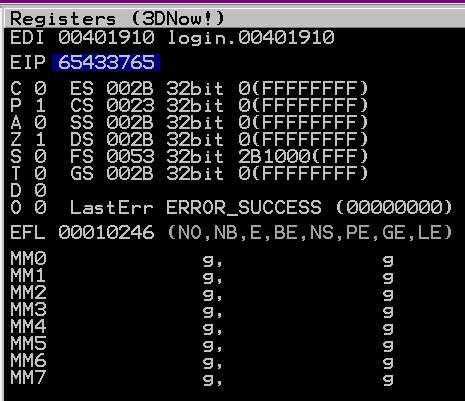 Registers (3DNow!)
EDI 00401910 login.00401910
EIP 65433765
C 0 ES 002B 32bit 0(FFFFFFFF)
P 1 CS 0023 32bit 0(FFFFFFFF)
A 0 SS 002B 32bit 0(FFFFFFFF)
Z 1 DS 002B 32bit 0(FFFFFFFF)
S 0 FS 0053 32bit 2B1000(FFF)
T 0 GS 002B 32bit 0(FFFFFFFF)
D 0
O 0 LastErr ERROR_SUCCESS (00000000)
EFL 00010246 (NO,NB,E,BE,NS,PE,GE,LE)
MM0 g, g
MM1 g, g
MM2 g, g
MM3 g, g
MM4 g, g
MM5 g, g
MM6 g, g
MM7 g, g